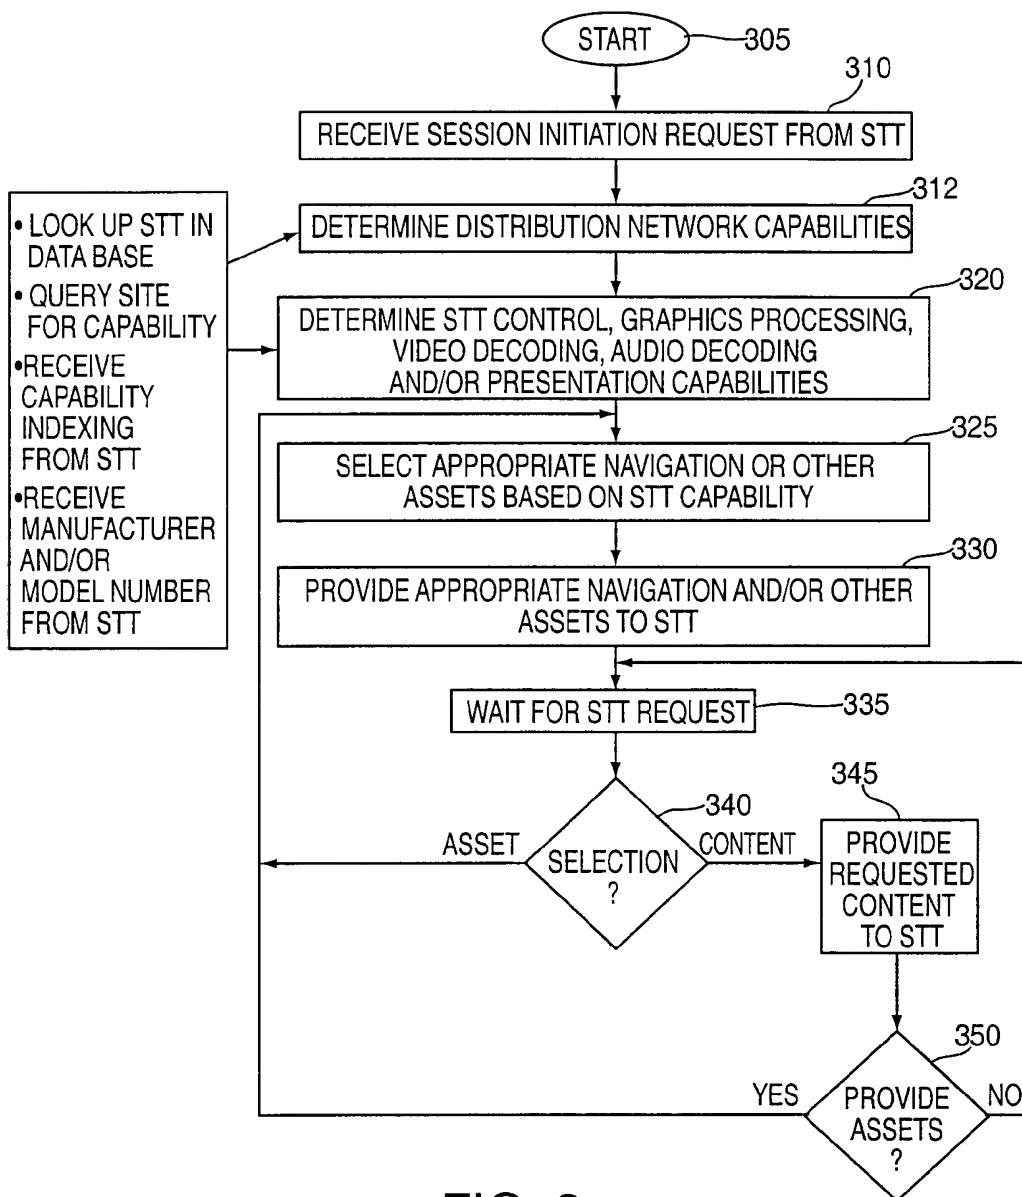 START
305
310
RECEIVE SESSION INITIATION REQUEST FROM STT
312
DETERMINE DISTRIBUTION NETWORK CAPABILITIES
• LOOK UP STT IN
DATA BASE
• QUERY SITE
FOR CAPABILITY
•RECEIVE
CAPABILITY
INDEXING
FROM STT
•RECEIVE
MANUFACTURER
AND/OR
MODEL NUMBER
FROM STT
320
DETERMINE STT CONTROL, GRAPHICS PROCESSING,
VIDEO DECODING, AUDIO DECODING
AND/OR PRESENTATION CAPABILITIES
325
SELECT APPROPRIATE NAVIGATION OR OTHER
ASSETS BASED ON STT CAPABILITY
330
PROVIDE APPROPRIATE NAVIGATION AND/OR OTHER
ASSETS TO STT
WAIT FOR STT REQUEST
335
340
ASSET
SELECTION
?
CONTENT
345
PROVIDE
REQUESTED
CONTENT
TO STT
350
YES
PROVIDE
ASSETS
?
NO